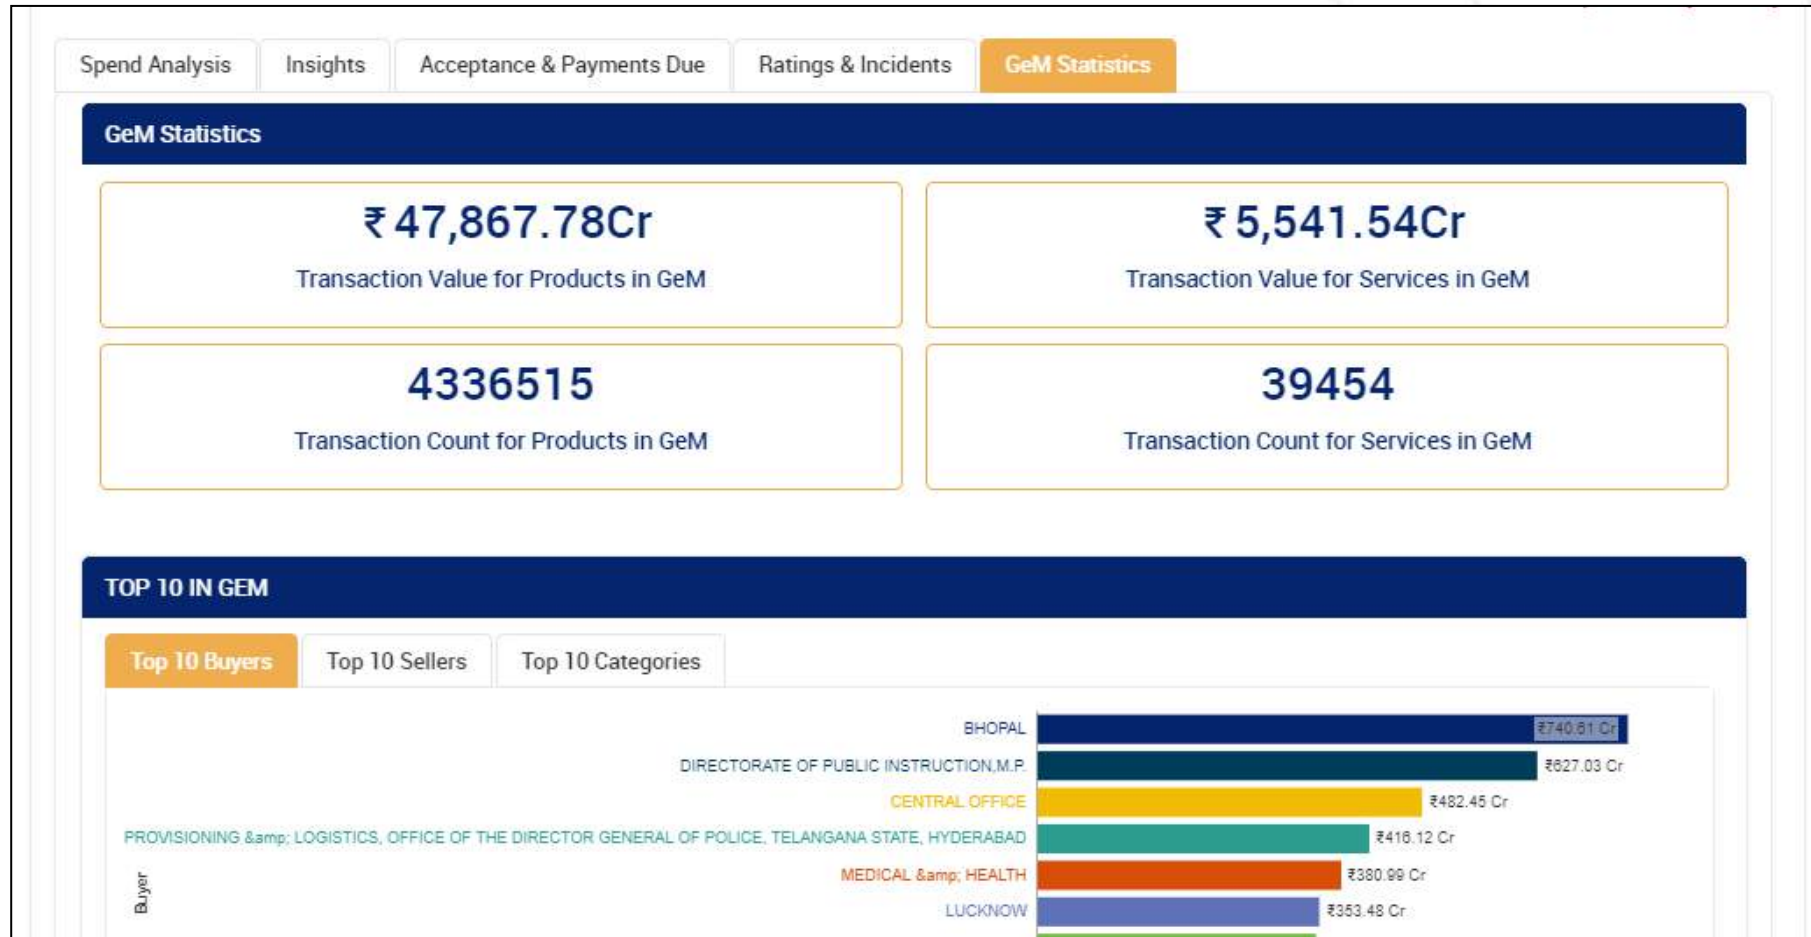 Spend Analysis Insights Acceptance & Payments Due Ratings & Incidents GeM Statistics
GeM Statistics
₹ 47,867.78Cr
Transaction Value for Products in GeM
₹ 5,541.54Cr
Transaction Value for Services in GeM
4336515
Transaction Count for Products in GeM
39454
Transaction Count for Services in GeM
TOP 10 IN GEM
Top 10 Buyers Top 10 Sellers Top 10 Categories
BHOPAL ₹740.61 Cr
DIRECTORATE OF PUBLIC INSTRUCTION,M.P. ₹627.03 Cr
CENTRAL OFFICE ₹482.45 Cr
PROVISIONING &amp; LOGISTICS, OFFICE OF THE DIRECTOR GENERAL OF POLICE, TELANGANA STATE, HYDERABAD ₹416.12 Cr
MEDICAL &amp; HEALTH ₹380.99 Cr
LUCKNOW ₹353.48 Cr
Buyer